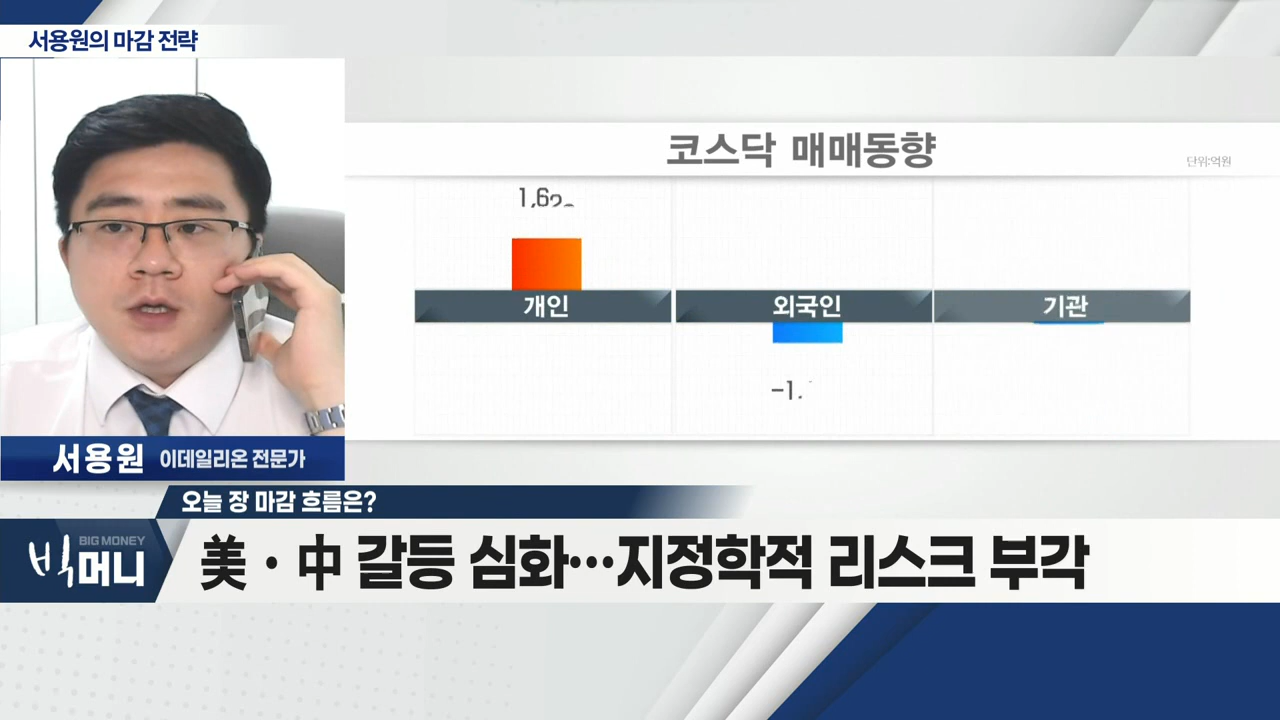 서용원의 마감 전략
코스닥 매매동향
단위:억원
개인
외국인
기관
서용원 이데일리온 전문가
오늘 장 마감 흐름은?
BIG MONEY
빅머니
美·中 갈등 심화…지정학적 리스크 부각